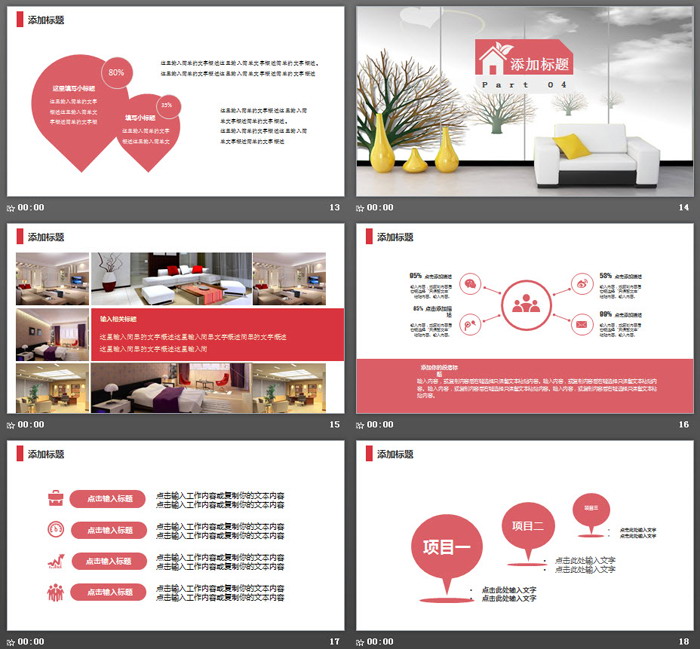 添加标题
80%
35%
这里填写小标题
这里输入简单的文字
概述这里输入简单的
文字概述简单的文字概
填写小标题
这里输入简单的文字
概述这里输入简单文
这里输入简单的文字概述这里输入简单的文字概述简单的文字概述。
这里输入简单的文字概述这里输入简单的文字概述简单的文字概述
这里输入简单的文字概述这里输入简
单文字概述简单的文字概述。
这里输入简单的文字概述这里输入简
单文字概述简单的文字概述
00:00
13
添加标题
Part 04
00:00
14
添加标题
输入相关标题
这里输入简单的文字概述这里输入简单文字概述简单的文字概述
这里输入简单的文字概述这里输入简
00:00
15
添加标题
点击添加描述
58% 点击添加描述
85% 点击添加描
点击添加描述
00:00
16
添加标题
点击输入标题
点击输入工作内容或复制你的文本内容
点击输入工作内容或复制你的文本内容
点击输入标题
点击输入工作内容或复制你的文本内容
点击输入工作内容或复制你的文本内容
点击输入标题
点击输入工作内容或复制你的文本内容
点击输入工作内容或复制你的文本内容
点击输入标题
点击输入工作内容或复制你的文本内容
点击输入工作内容或复制你的文本内容
00:00
17
添加标题
项目一
项目二
项目三
点击此处输入文字
点击此处输入文字
点击此处输入文字
点击此处输入文字
点击此处输入文字
点击此处输入文字
00:00
18